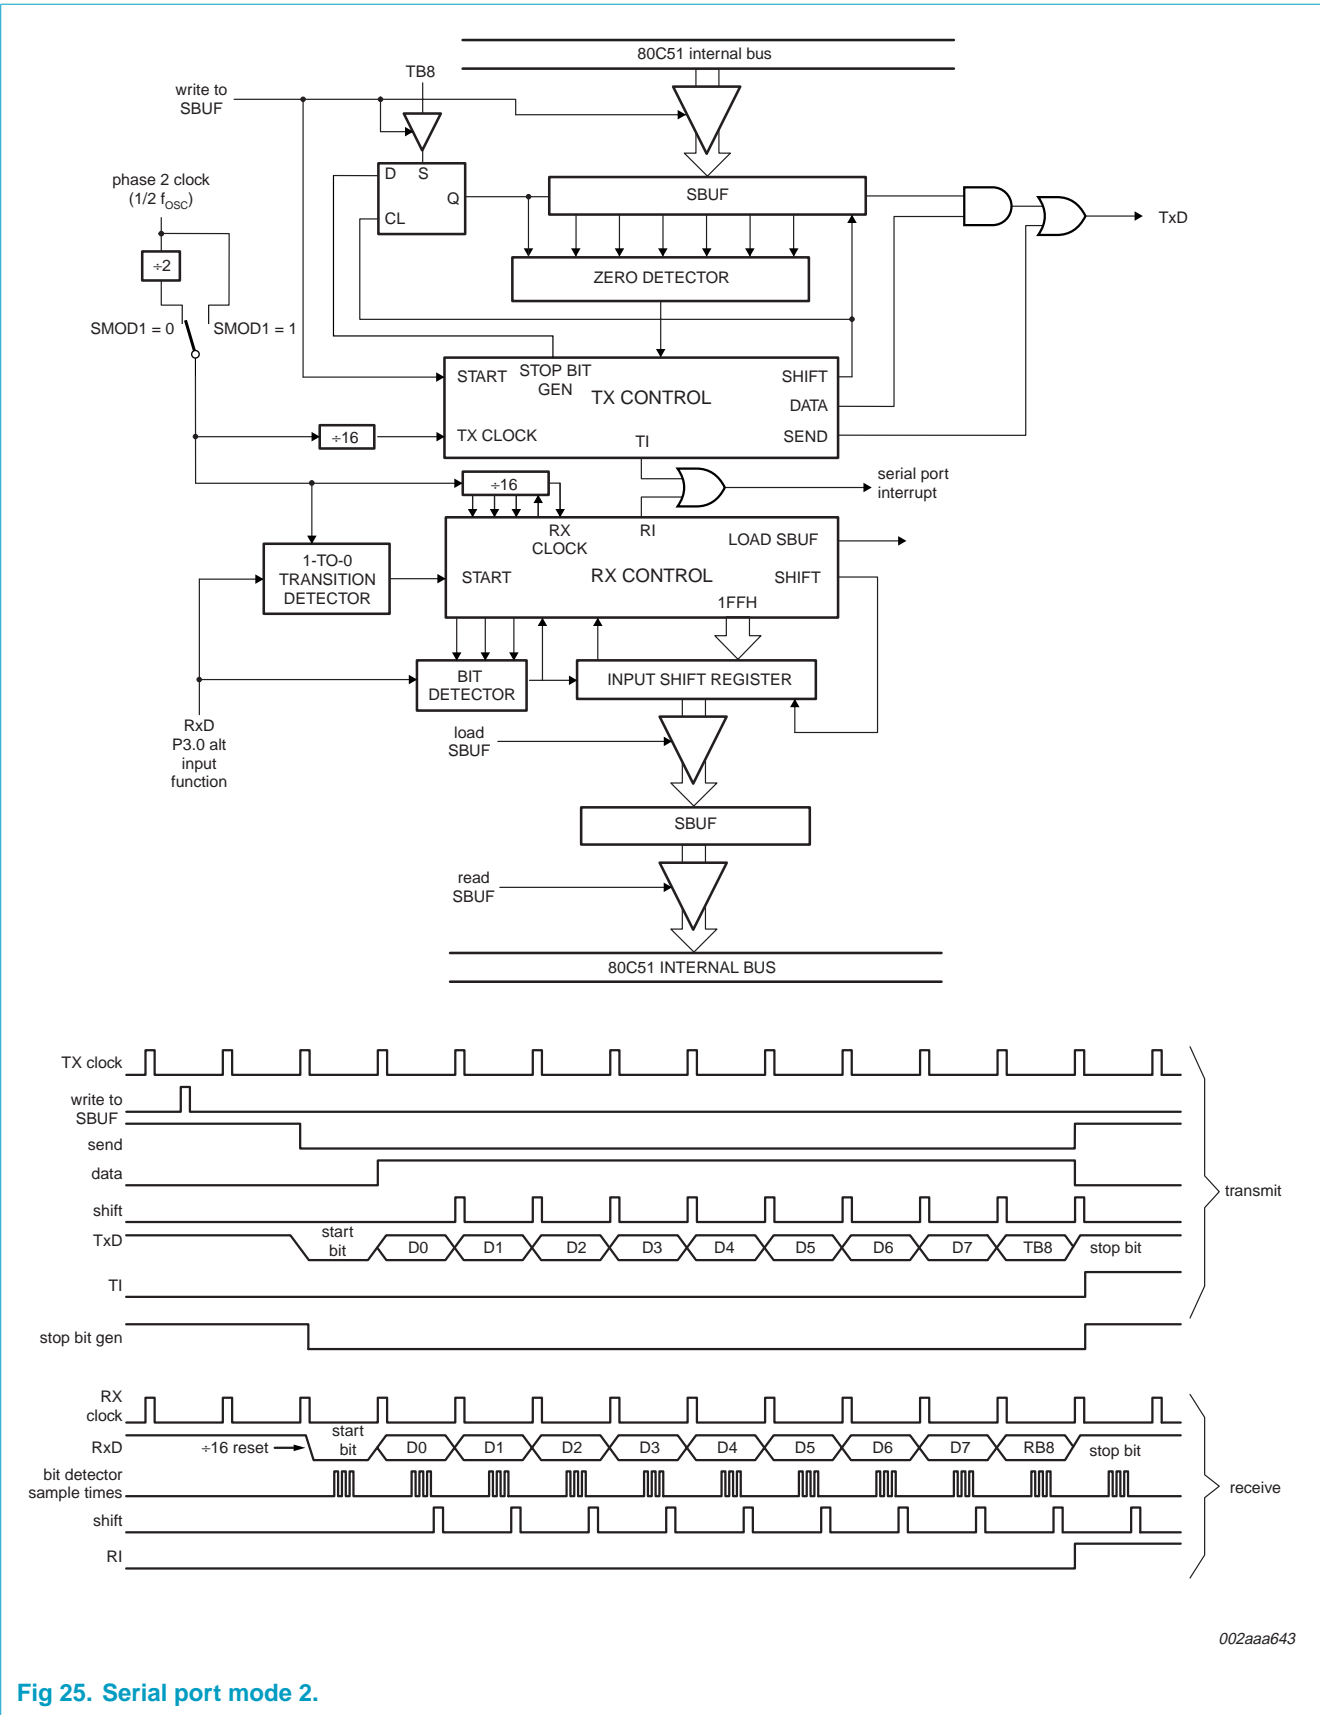 80C51 internal bus
TB8
write to
SBUF
D S
Q
CL
SBUF
TxD
phase 2 clock
(1/2 fOSC)
÷2
ZERO DETECTOR
SMOD1 = 0
SMOD1 = 1
START
STOP BIT
GEN
SHIFT
TX CONTROL
DATA
÷16
TX CLOCK
TI
SEND
serial port
interrupt
÷16
RX
CLOCK
RI
LOAD SBUF
1-TO-0
TRANSITION
DETECTOR
START
RX CONTROL
SHIFT
1FFH
BIT
DETECTOR
INPUT SHIFT REGISTER
RxD
P3.0 alt
input
function
load
SBUF
SBUF
read
SBUF
80C51 INTERNAL BUS
TX clock
write to
SBUF
send
data
transmit
shift
TxD
start
bit
D0 D1 D2 D3 D4 D5 D6 D7 TB8 stop bit
TI
stop bit gen
RX
clock
RxD
÷16 reset
start
bit
D0 D1 D2 D3 D4 D5 D6 D7 RB8 stop bit
bit detector
sample times
receive
shift
RI
002aaa643
Fig 25. Serial port mode 2.